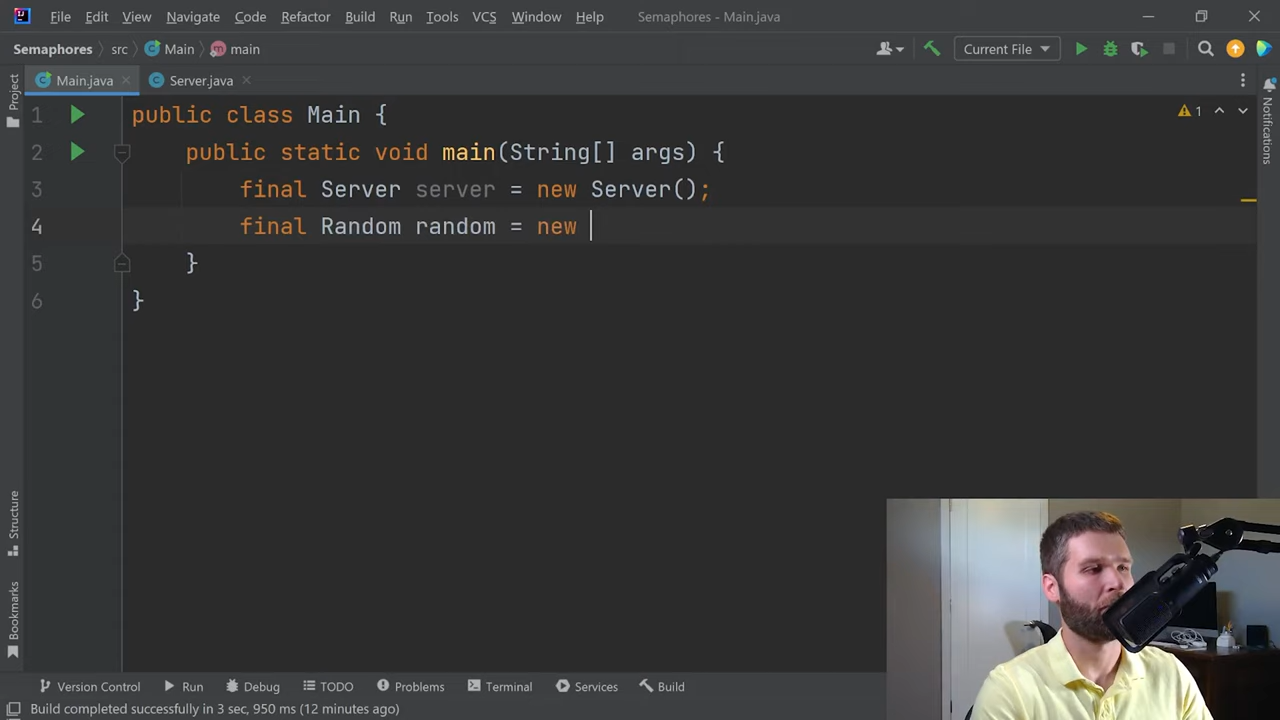 File Edit View Navigate Code Refactor Build Run Tools VCS Window Help Semaphores - Main.java
Semaphores src Main main Current File
Project
Main.java Server.java
Notifications
1 public class Main { 1
2 public static void main(String[] args) {
3 final Server server = new Server();
4 final Random random = new
5 }
6 }
Structure
Bookmarks
Version Control Run Debug TODO Problems Terminal Services Build
Build completed successfully in 3 sec, 950 ms (12 minutes ago)